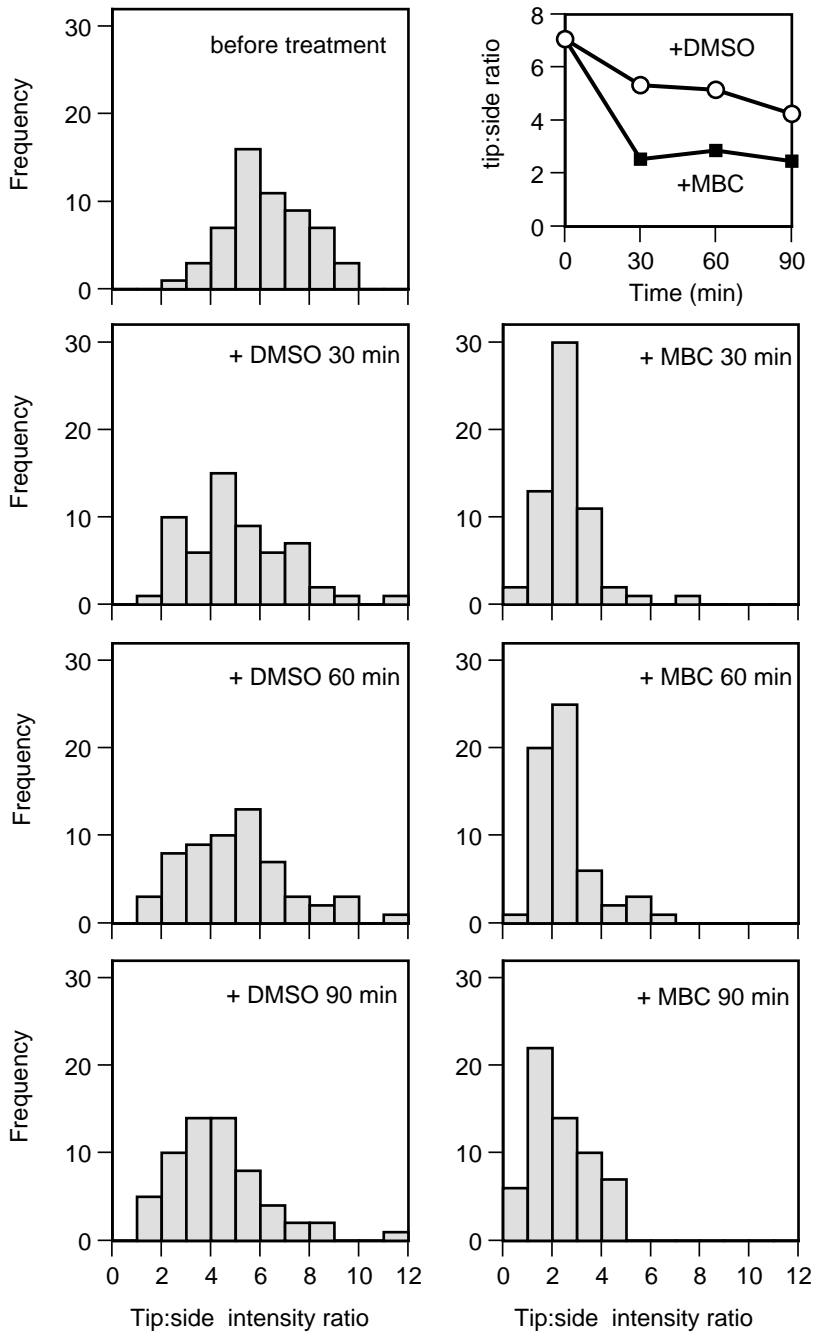 30
20
10
0
Frequency
before treatment
8
6
4
2
0
tip:side ratio
+DMSO
+MBC
0 30 60 90
Time (min)
30
20
10
0
Frequency
+ DMSO 30 min
30
20
10
0
+ MBC 30 min
30
20
10
0
Frequency
+ DMSO 60 min
30
20
10
0
+ MBC 60 min
30
20
10
0
Frequency
+ DMSO 90 min
0 2 4 6 8 10 12
Tip:side intensity ratio
30
20
10
0
+ MBC 90 min
0 2 4 6 8 10 12
Tip:side intensity ratio